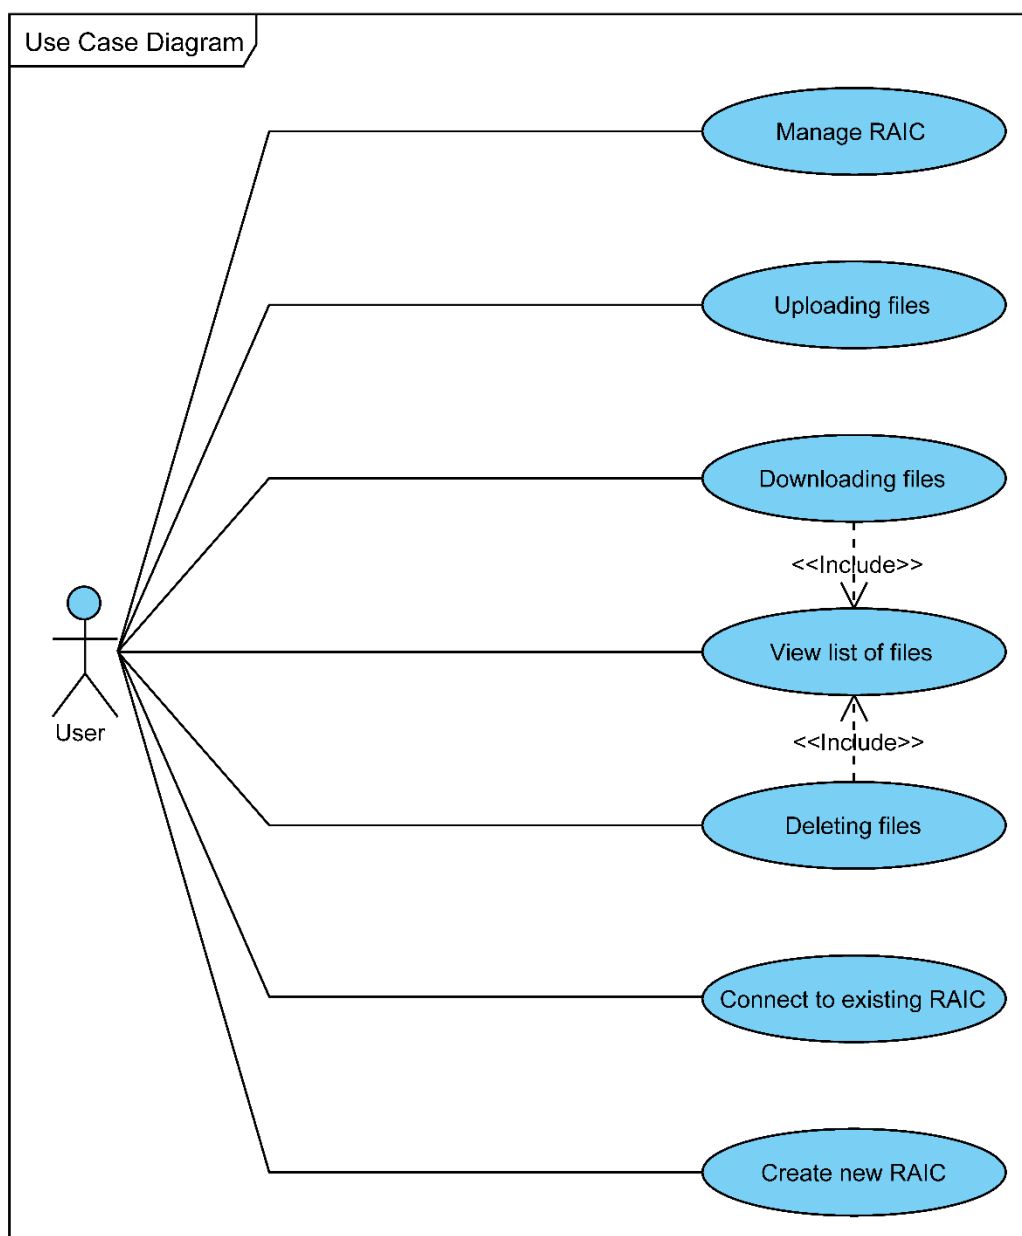 Use Case Diagram
Manage RAIC
Uploading files
Downloading files
<<Include>>
View list of files
User
<<Include>>
Deleting files
Connect to existing RAIC
Create new RAIC